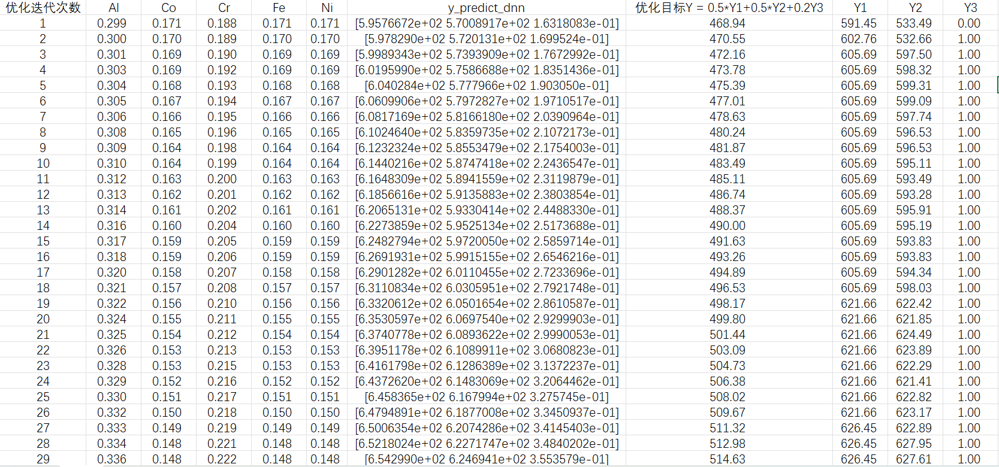 优化迭代次数 Al Co Cr Fe Ni y_predict_dnn 优化目标Y = 0.5*Y1+0.5*Y2+0.2Y3 Y1 Y2 Y3
1 0.299 0.171 0.188 0.171 0.171 [5.9576672e+02 5.7008917e+02 1.6318083e-01] 468.94 591.45 533.49 0.00
2 0.300 0.170 0.189 0.170 0.170 [5.978290e+02 5.720131e+02 1.699524e-01] 470.55 602.76 532.66 1.00
3 0.301 0.169 0.190 0.169 0.169 [5.9989343e+02 5.7393909e+02 1.7672992e-01] 472.16 605.69 597.50 1.00
4 0.303 0.169 0.192 0.169 0.169 [6.0195990e+02 5.7586688e+02 1.8351436e-01] 473.78 605.69 598.32 1.00
5 0.304 0.168 0.193 0.168 0.168 [6.040284e+02 5.777966e+02 1.903050e-01] 475.39 605.69 599.31 1.00
6 0.305 0.167 0.194 0.167 0.167 [6.0609906e+02 5.7972827e+02 1.9710517e-01] 477.01 605.69 599.09 1.00
7 0.306 0.166 0.195 0.166 0.166 [6.0817169e+02 5.8166180e+02 2.0390964e-01] 478.63 605.69 597.74 1.00
8 0.308 0.165 0.196 0.165 0.165 [6.1024640e+02 5.8359735e+02 2.1072173e-01] 480.24 605.69 596.53 1.00
9 0.309 0.164 0.198 0.164 0.164 [6.1232324e+02 5.8553479e+02 2.1754003e-01] 481.87 605.69 596.53 1.00
10 0.310 0.164 0.199 0.164 0.164 [6.1440216e+02 5.8747418e+02 2.2436547e-01] 483.49 605.69 595.11 1.00
11 0.312 0.163 0.200 0.163 0.163 [6.1648309e+02 5.8941559e+02 2.3119879e-01] 485.11 605.69 593.49 1.00
12 0.313 0.162 0.201 0.162 0.162 [6.1856616e+02 5.9135883e+02 2.3803854e-01] 486.74 605.69 593.28 1.00
13 0.314 0.161 0.202 0.161 0.161 [6.2065131e+02 5.9330414e+02 2.4488330e-01] 488.37 605.69 595.91 1.00
14 0.316 0.160 0.204 0.160 0.160 [6.2273859e+02 5.9525134e+02 2.5173688e-01] 490.00 605.69 595.19 1.00
15 0.317 0.159 0.205 0.159 0.159 [6.2482794e+02 5.9720050e+02 2.5859714e-01] 491.63 605.69 593.83 1.00
16 0.318 0.159 0.206 0.159 0.159 [6.2691931e+02 5.9915155e+02 2.6546216e-01] 493.26 605.69 593.83 1.00
17 0.320 0.158 0.207 0.158 0.158 [6.2901282e+02 6.0110455e+02 2.7233696e-01] 494.89 605.69 594.34 1.00
18 0.321 0.157 0.208 0.157 0.157 [6.3110834e+02 6.0305951e+02 2.7921748e-01] 496.53 605.69 598.03 1.00
19 0.322 0.156 0.210 0.156 0.156 [6.3320612e+02 6.0501654e+02 2.8610587e-01] 498.17 621.66 622.42 1.00
20 0.324 0.155 0.211 0.155 0.155 [6.3530597e+02 6.0697540e+02 2.9299903e-01] 499.80 621.66 621.85 1.00
21 0.325 0.154 0.212 0.154 0.154 [6.3740778e+02 6.0893622e+02 2.9990053e-01] 501.44 621.66 624.49 1.00
22 0.326 0.153 0.213 0.153 0.153 [6.3951178e+02 6.1089911e+02 3.0680823e-01] 503.09 621.66 623.89 1.00
23 0.328 0.153 0.215 0.153 0.153 [6.4161798e+02 6.1286389e+02 3.1372237e-01] 504.73 621.66 622.29 1.00
24 0.329 0.152 0.216 0.152 0.152 [6.4372620e+02 6.1483069e+02 3.2064462e-01] 506.38 621.66 621.41 1.00
25 0.330 0.151 0.217 0.151 0.151 [6.458365e+02 6.167994e+02 3.275745e-01] 508.02 621.66 622.82 1.00
26 0.332 0.150 0.218 0.150 0.150 [6.4794891e+02 6.1877008e+02 3.3450937e-01] 509.67 621.66 623.17 1.00
27 0.333 0.149 0.219 0.149 0.149 [6.5006354e+02 6.2074286e+02 3.4145403e-01] 511.32 626.45 622.89 1.00
28 0.334 0.148 0.221 0.148 0.148 [6.5218024e+02 6.2271747e+02 3.4840202e-01] 512.98 626.45 627.95 1.00
29 0.336 0.148 0.222 0.148 0.148 [6.542990e+02 6.246941e+02 3.553579e-01] 514.63 626.45 627.61 1.00